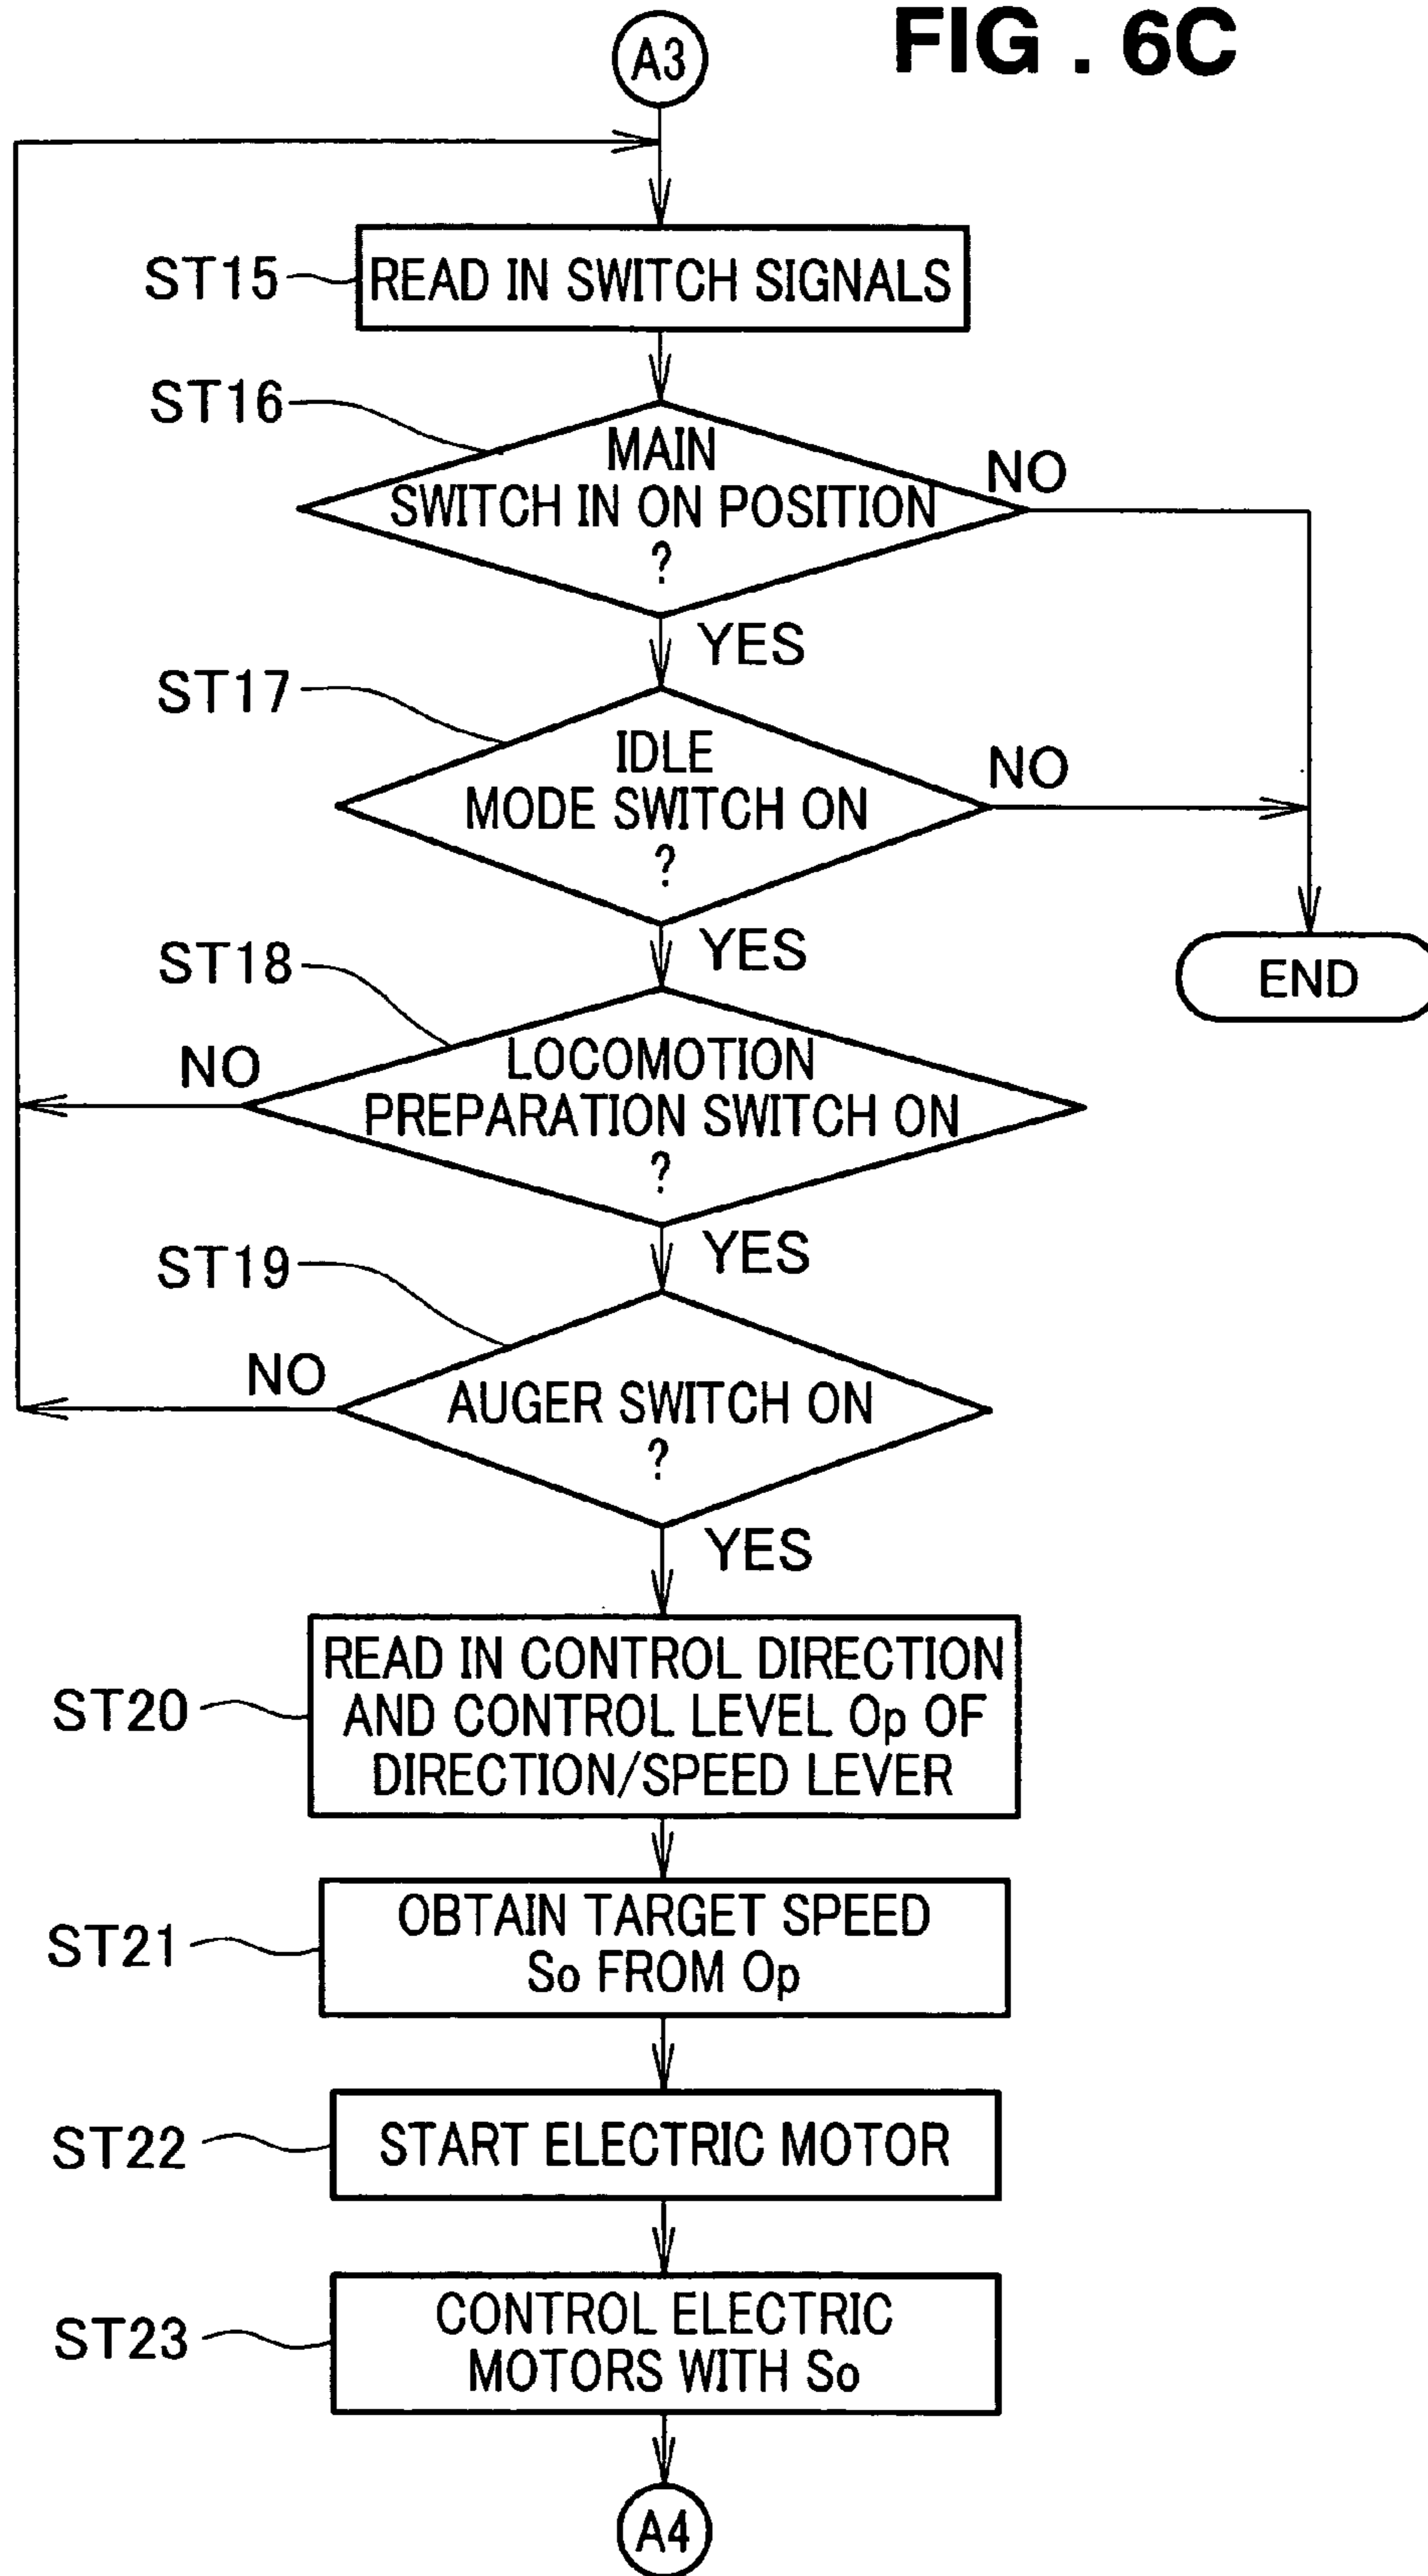 FIG . 6C
A3
ST15
READ IN SWITCH SIGNALS
ST16
MAIN
SWITCH IN ON POSITION
?
NO
YES
ST17
IDLE
MODE SWITCH ON
?
NO
YES
END
ST18
LOCOMOTION
PREPARATION SWITCH ON
?
NO
YES
ST19
AUGER SWITCH ON
?
NO
YES
ST20
READ IN CONTROL DIRECTION
AND CONTROL LEVEL Op OF
DIRECTION/SPEED LEVER
ST21
OBTAIN TARGET SPEED
So FROM Op
ST22
START ELECTRIC MOTOR
ST23
CONTROL ELECTRIC
MOTORS WITH So
A4